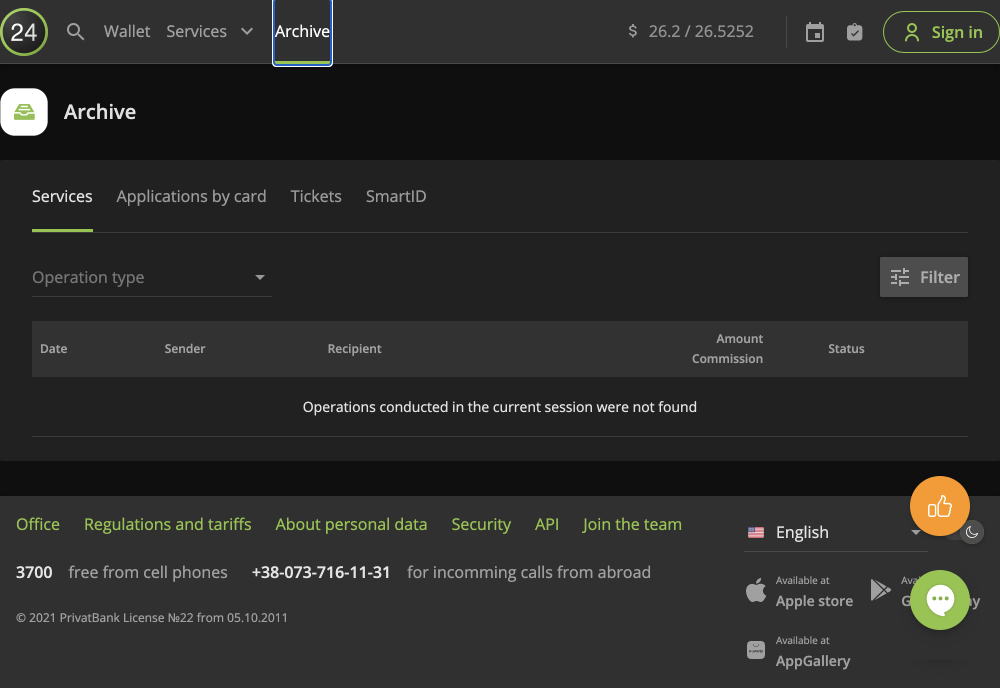 24 Wallet Services Archive $ 26.2 / 26.5252 Sign in
Archive
Services Applications by card Tickets SmartID
Operation type Filter
Date Sender Recipient Amount Commission Status
Operations conducted in the current session were not found
Office Regulations and tariffs About personal data Security API Join the team
English
3700 free from cell phones +38-073-716-11-31 for incomming calls from abroad
© 2021 PrivatBank License №22 from 05.10.2011
Available at
Apple store
Available at
AppGallery